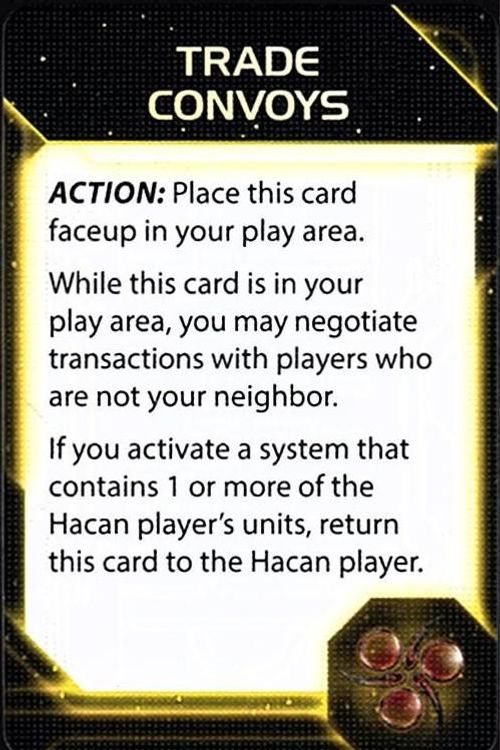 TRADE
CONVOYS
ACTION: Place this card
faceup in your play area.
While this card is in your
play area, you may negotiate
transactions with players who
are not your neighbor.
If you activate a system that
contains 1 or more of the
Hacan player's units, return
this card to the Hacan player.